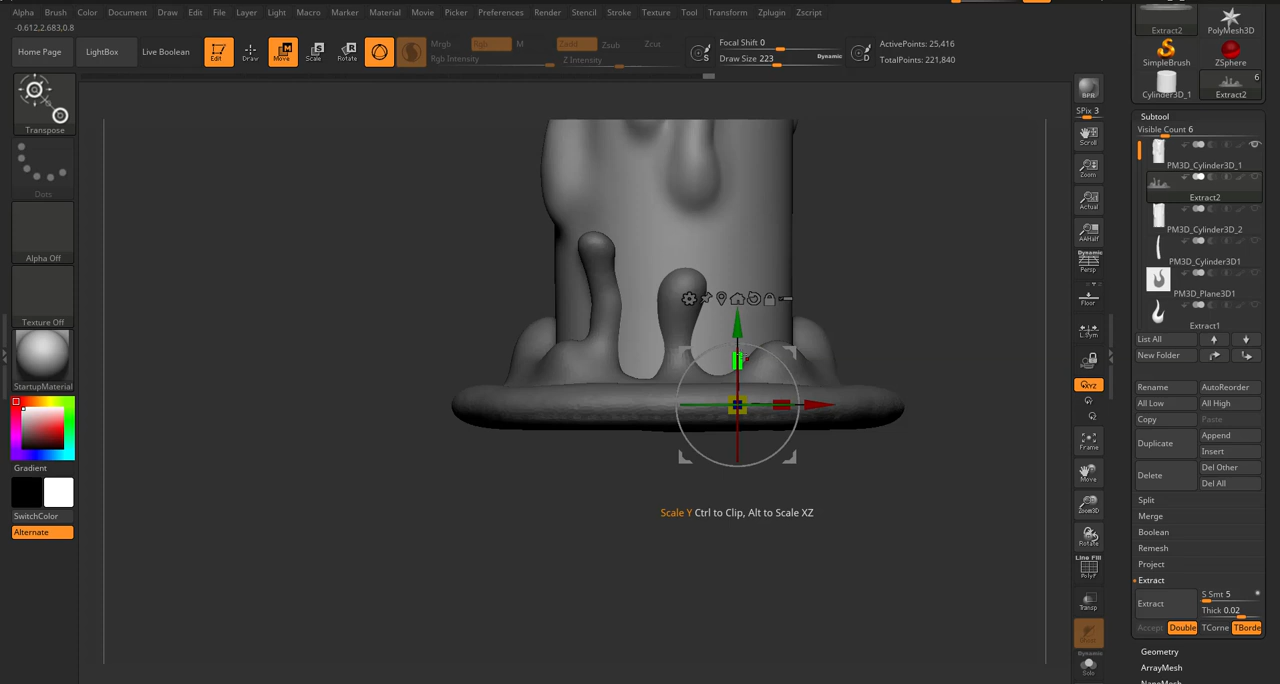 Alpha Brush Color Document Draw Edit File Layer Light Macro Marker Material Movie Picker Preferences Render Stencil Stroke Texture Tool Transform Zplugin Zscript
-0.612,2.683,0.8
Home Page LightBox Live Boolean Edit Draw Move Scale Rotate
Mrgb Rgb M Zadd Zsub Zcut
Rgb Intensity Z Intensity
Focal Shift 0
Draw Size 223 Dynamic
ActivePoints: 25,416
TotalPoints: 221,840
Transpose
Dots
Alpha Off
Texture Off
StartupMaterial
Gradient
SwitchColor
Alternate
Scale Y Ctrl to Clip, Alt to Scale XZ
BPR
SPix 3
Scroll
Zoom
Actual
AAHalf
Dynamic
Persp
Floor
L.Sym
XYZ
Frame
Move
Zoom3D
Rotate
Line Fill
PolyF
Transp
Ghost
Dynamic
Solo
Extract2 PolyMesh3D
SimpleBrush ZSphere
6
Cylinder3D_1 Extract2
Subtool
Visible Count 6
PM3D_Cylinder3D_1
Extract2
PM3D_Cylinder3D_2
PM3D_Cylinder3D1
PM3D_Plane3D1
Extract1
List All
New Folder
Rename AutoReorder
All Low All High
Copy Paste
Duplicate Append
Insert
Delete Del Other
Del All
Split
Merge
Boolean
Remesh
Project
Extract
Extract S Smt 5
Thick 0.02
Accept Double TCorne TBorde
Geometry
ArrayMesh